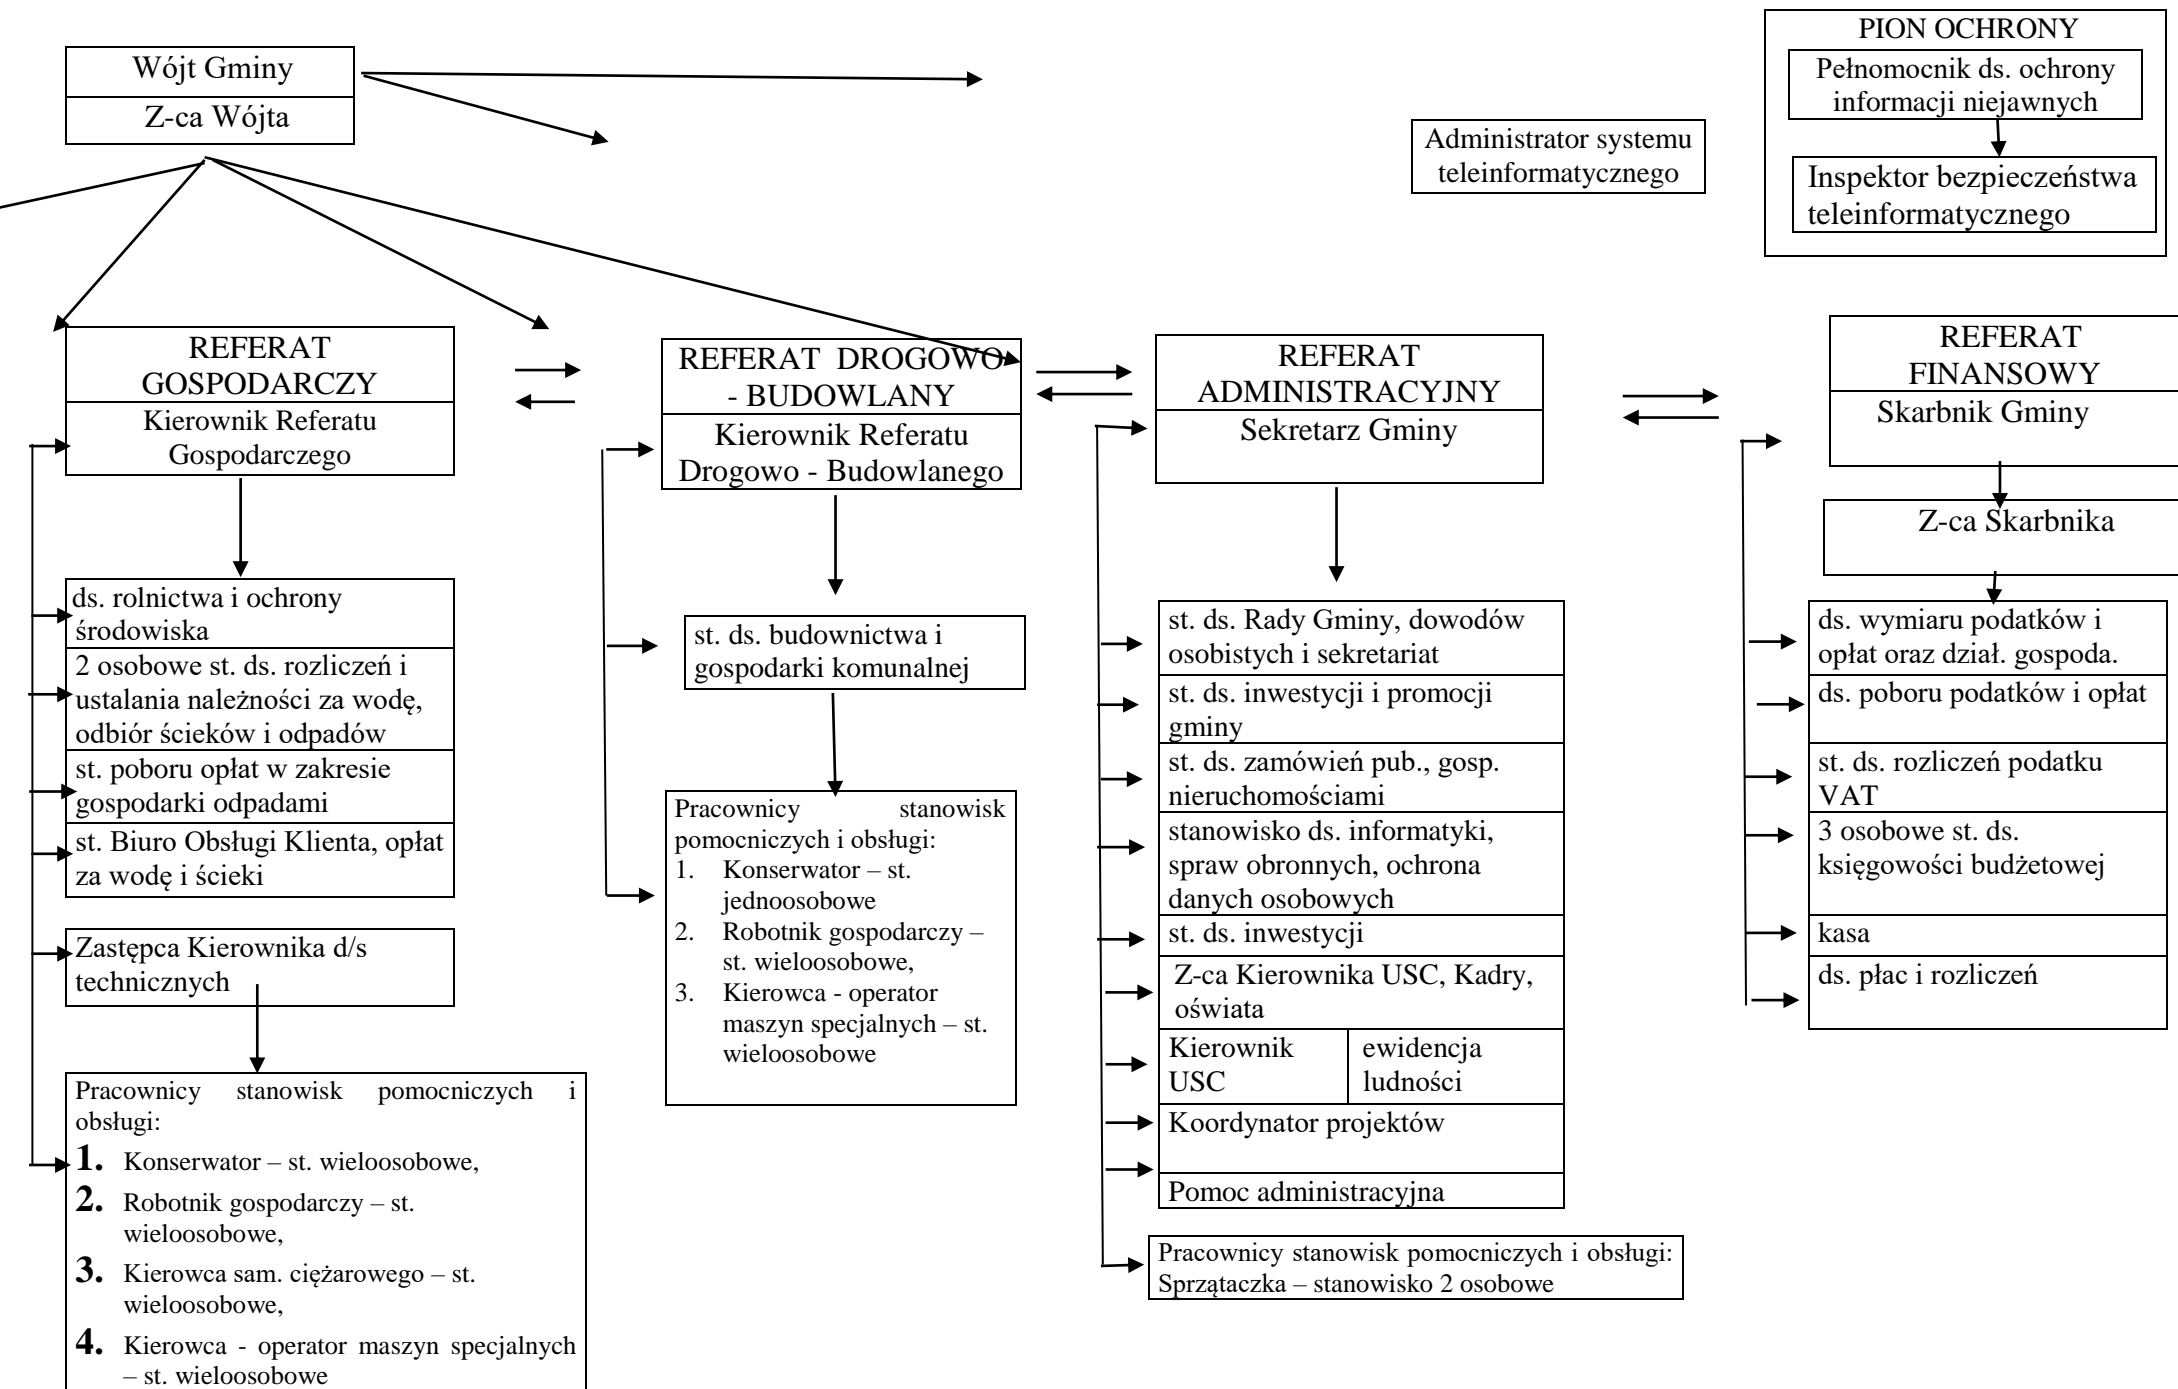 Wójt Gminy
Z-ca Wójta
Administrator systemu
teleinformatycznego
PION OCHRONY
Pełnomocnik ds. ochrony
informacji niejawnych
Inspektor bezpieczeństwa
teleinformatycznego
REFERAT
GOSPODARCZY
Kierownik Referatu
Gospodarczego
ds. rolnictwa i ochrony
środowiska
2 osobowe st. ds. rozliczeń i
ustalania należności za wodę,
odbiór ścieków i odpadów
st. poboru opłat w zakresie
gospodarki odpadami
st. Biuro Obsługi Klienta, opłat
za wodę i ścieki
Zastępca Kierownika d/s
technicznych
Pracownicy stanowisk pomocniczych i
obsługi:
1. Konserwator – st. wieloosobowe,
2. Robotnik gospodarczy – st.
wieloosobowe,
3. Kierowca sam. ciężarowego – st.
wieloosobowe,
4. Kierowca - operator maszyn specjalnych
– st. wieloosobowe
REFERAT DROGOWO
- BUDOWLANY
Kierownik Referatu
Drogowo - Budowlanego
st. ds. budownictwa i
gospodarki komunalnej
Pracownicy stanowisk
pomocniczych i obsługi:
1. Konserwator – st.
jednoosobowe
2. Robotnik gospodarczy –
st. wieloosobowe,
3. Kierowca - operator
maszyn specjalnych – st.
wieloosobowe
REFERAT
ADMINISTRACYJNY
Sekretarz Gminy
st. ds. Rady Gminy, dowodów
osobistych i sekretariat
st. ds. inwestycji i promocji
gminy
st. ds. zamówień pub., gosp.
nieruchomościami
stanowisko ds. informatyki,
spraw obronnych, ochrona
danych osobowych
st. ds. inwestycji
Z-ca Kierownika USC, Kadry,
oświata
Kierownik
USC
ewidencja
ludności
Koordynator projektów
Pomoc administracyjna
Pracownicy stanowisk pomocniczych i obsługi:
Sprzątaczka – stanowisko 2 osobowe
REFERAT
FINANSOWY
Skarbnik Gminy
Z-ca Skarbnika
ds. wymiaru podatków i
opłat oraz dział. gospoda.
ds. poboru podatków i opłat
st. ds. rozliczeń podatku
VAT
3 osobowe st. ds.
księgowości budżetowej
kasa
ds. płac i rozliczeń